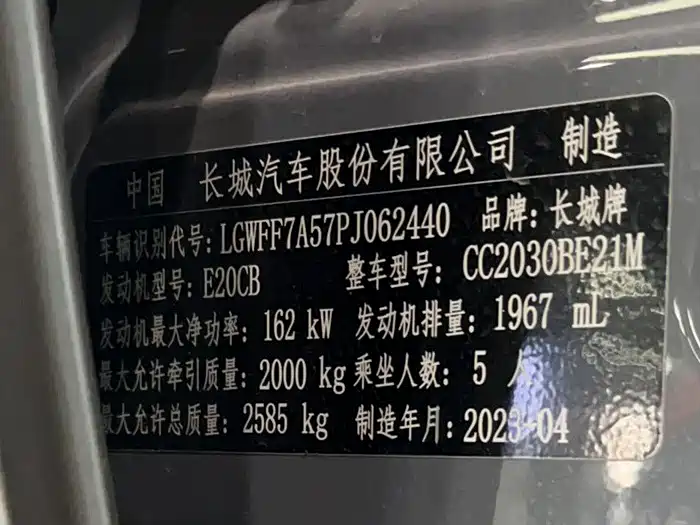 中国 长城汽车股份有限公司 制造
车辆识别代号: LGWFF7A57PJ062440 品牌: 长城牌
发动机型号: E20CB 整车型号: CC2030BE21M
发动机最大净功率: 162 kW 发动机排量: 1967 mL
最大允许牵引质量: 2000 kg 乘坐人数: 5 人
最大允许总质量: 2585 kg 制造年月: 2023-04